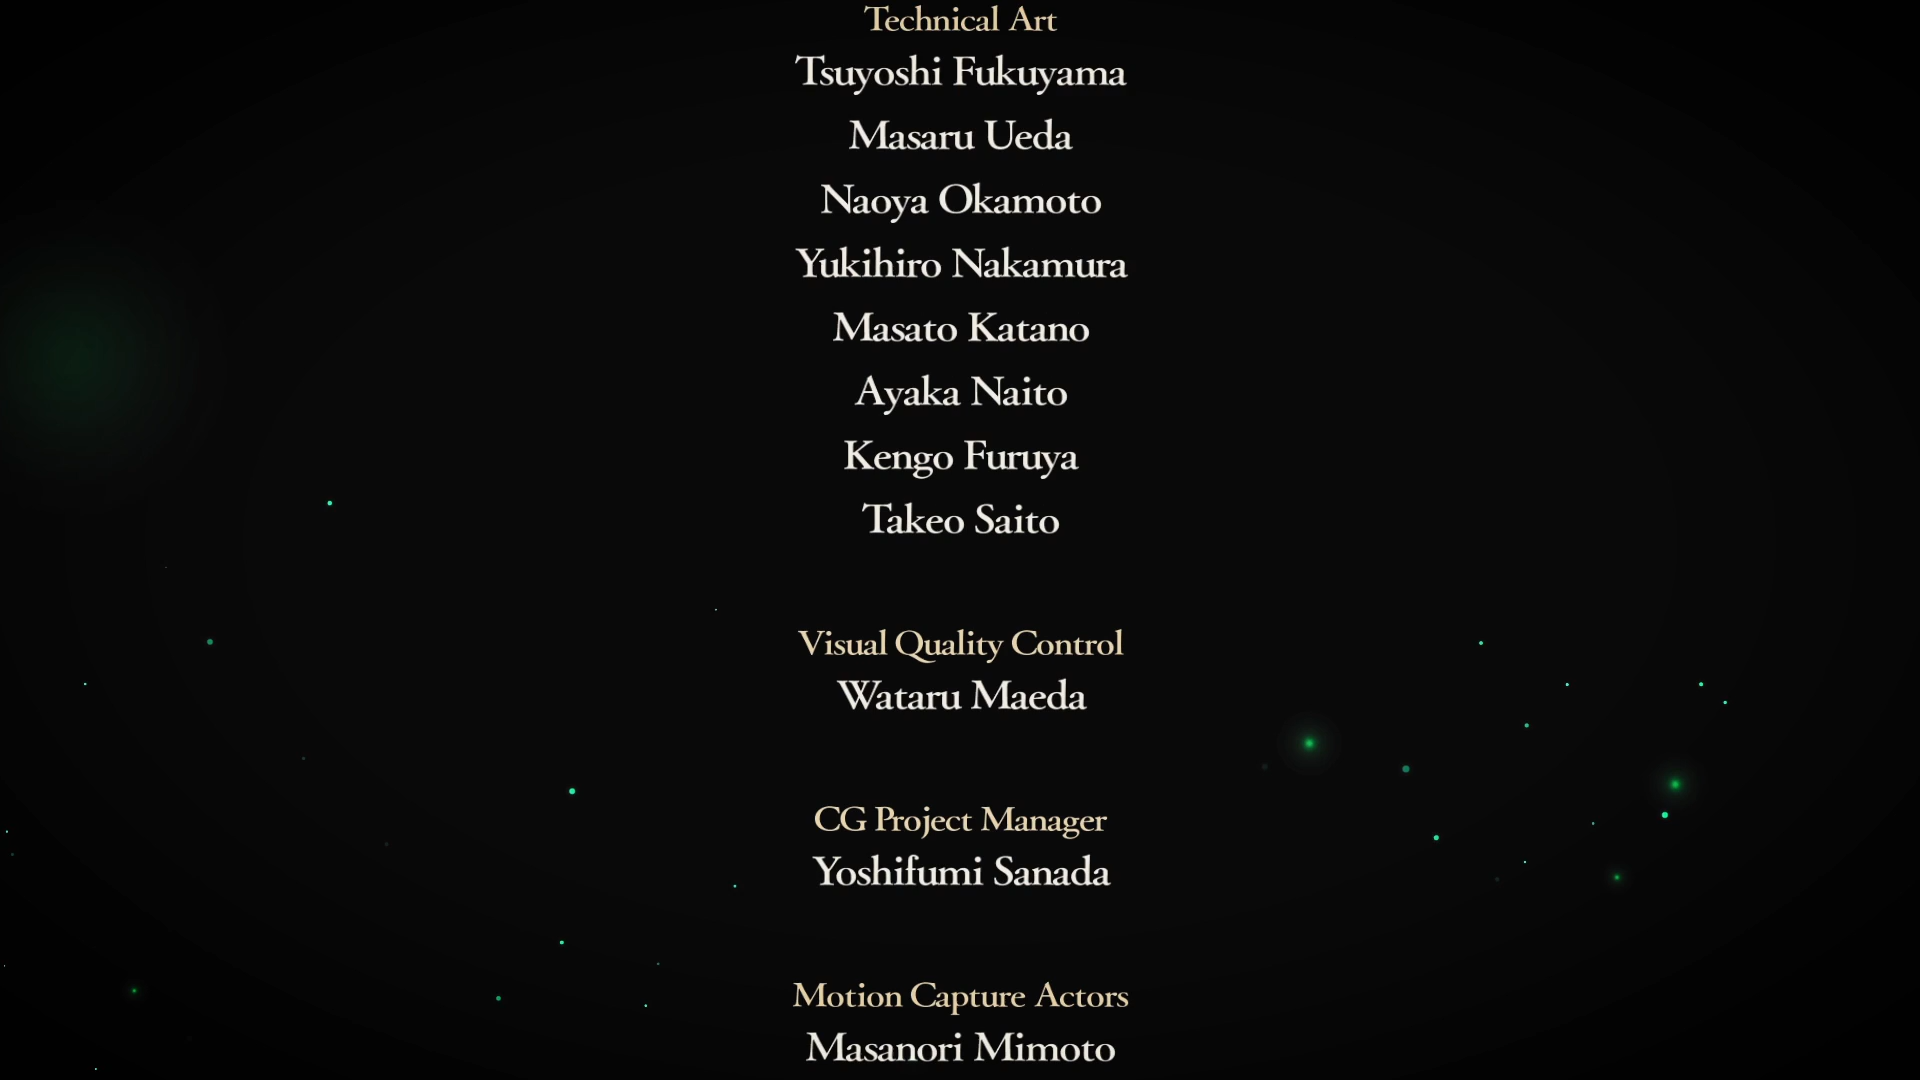 Technical Art
Tsuyoshi Fukuyama
Masaru Ueda
Naoya Okamoto
Yukihiro Nakamura
Masato Katano
Ayaka Naito
Kengo Furuya
Takeo Saito
Visual Quality Control
Wataru Maeda
CG Project Manager
Yoshifumi Sanada
Motion Capture Actors
Masanori Mimoto